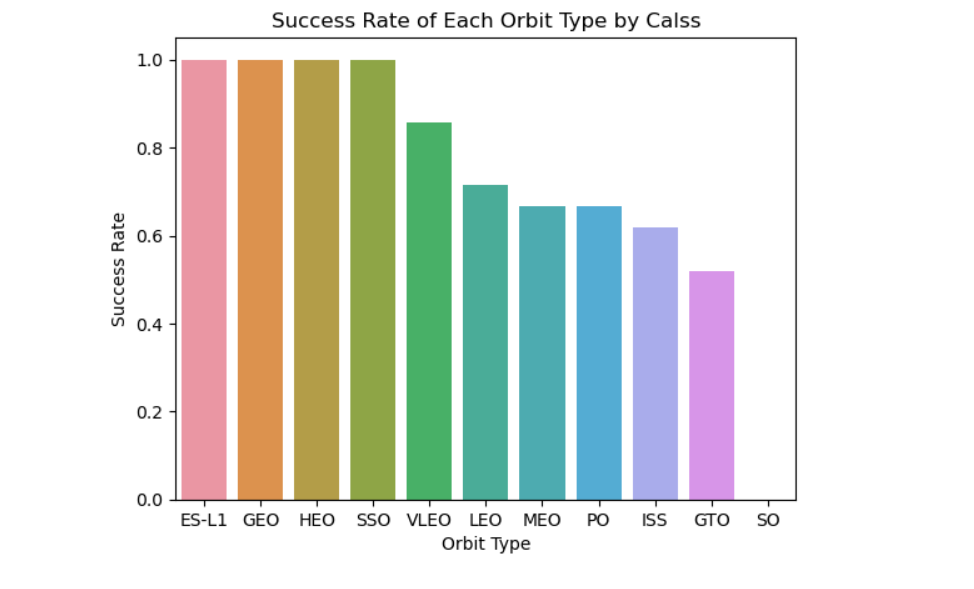 Success Rate of Each Orbit Type by Calss
1.0
0.8
0.6
0.4
0.2
0.0
Success Rate
ES-L1 GEO HEO SSO VLEO LEO MEO PO ISS GTO SO
Orbit Type